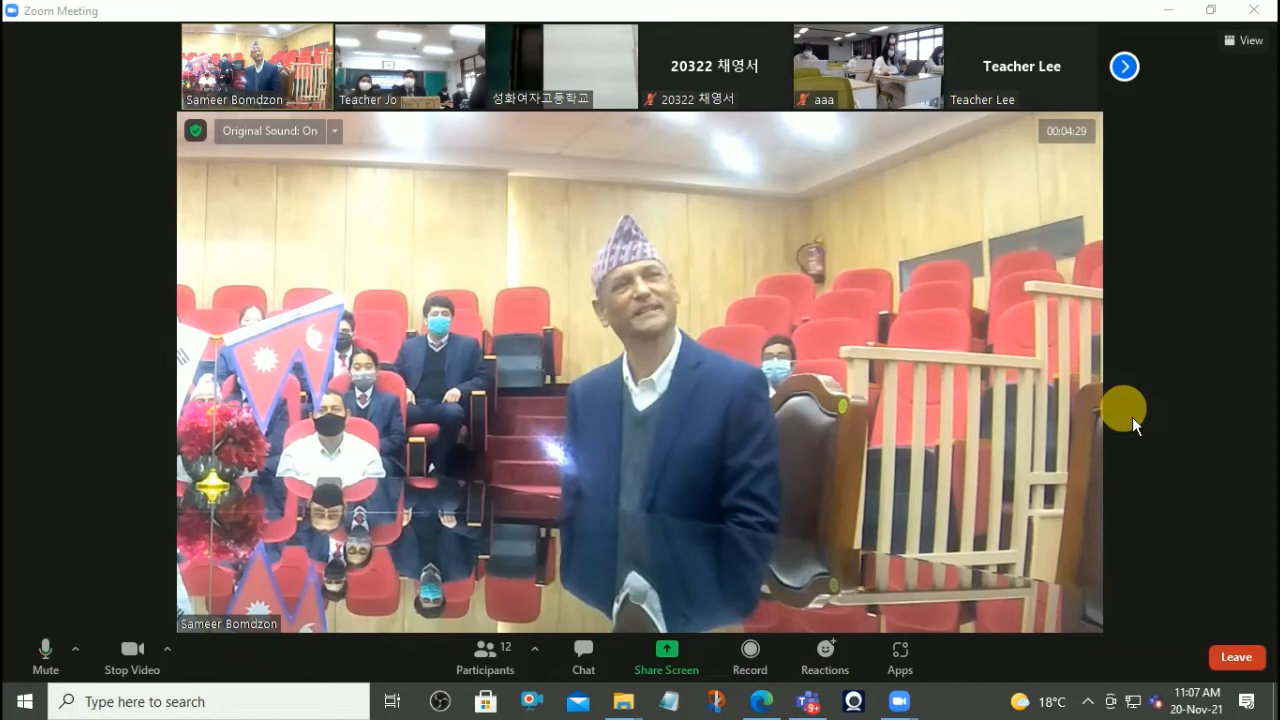 Zoom Meeting
View
Sameer Bomdzon
Teacher Jo
성화여자고등학교
20322 채영서
20322 채영서
aaa
Teacher Lee
Teacher Lee
Original Sound: On
00:04:29
Sameer Bomdzon
Mute
Stop Video
12
Participants
Chat
Share Screen
Record
Reactions
Apps
Leave
Type here to search
9+
18°C
11:07 AM
20-Nov-21